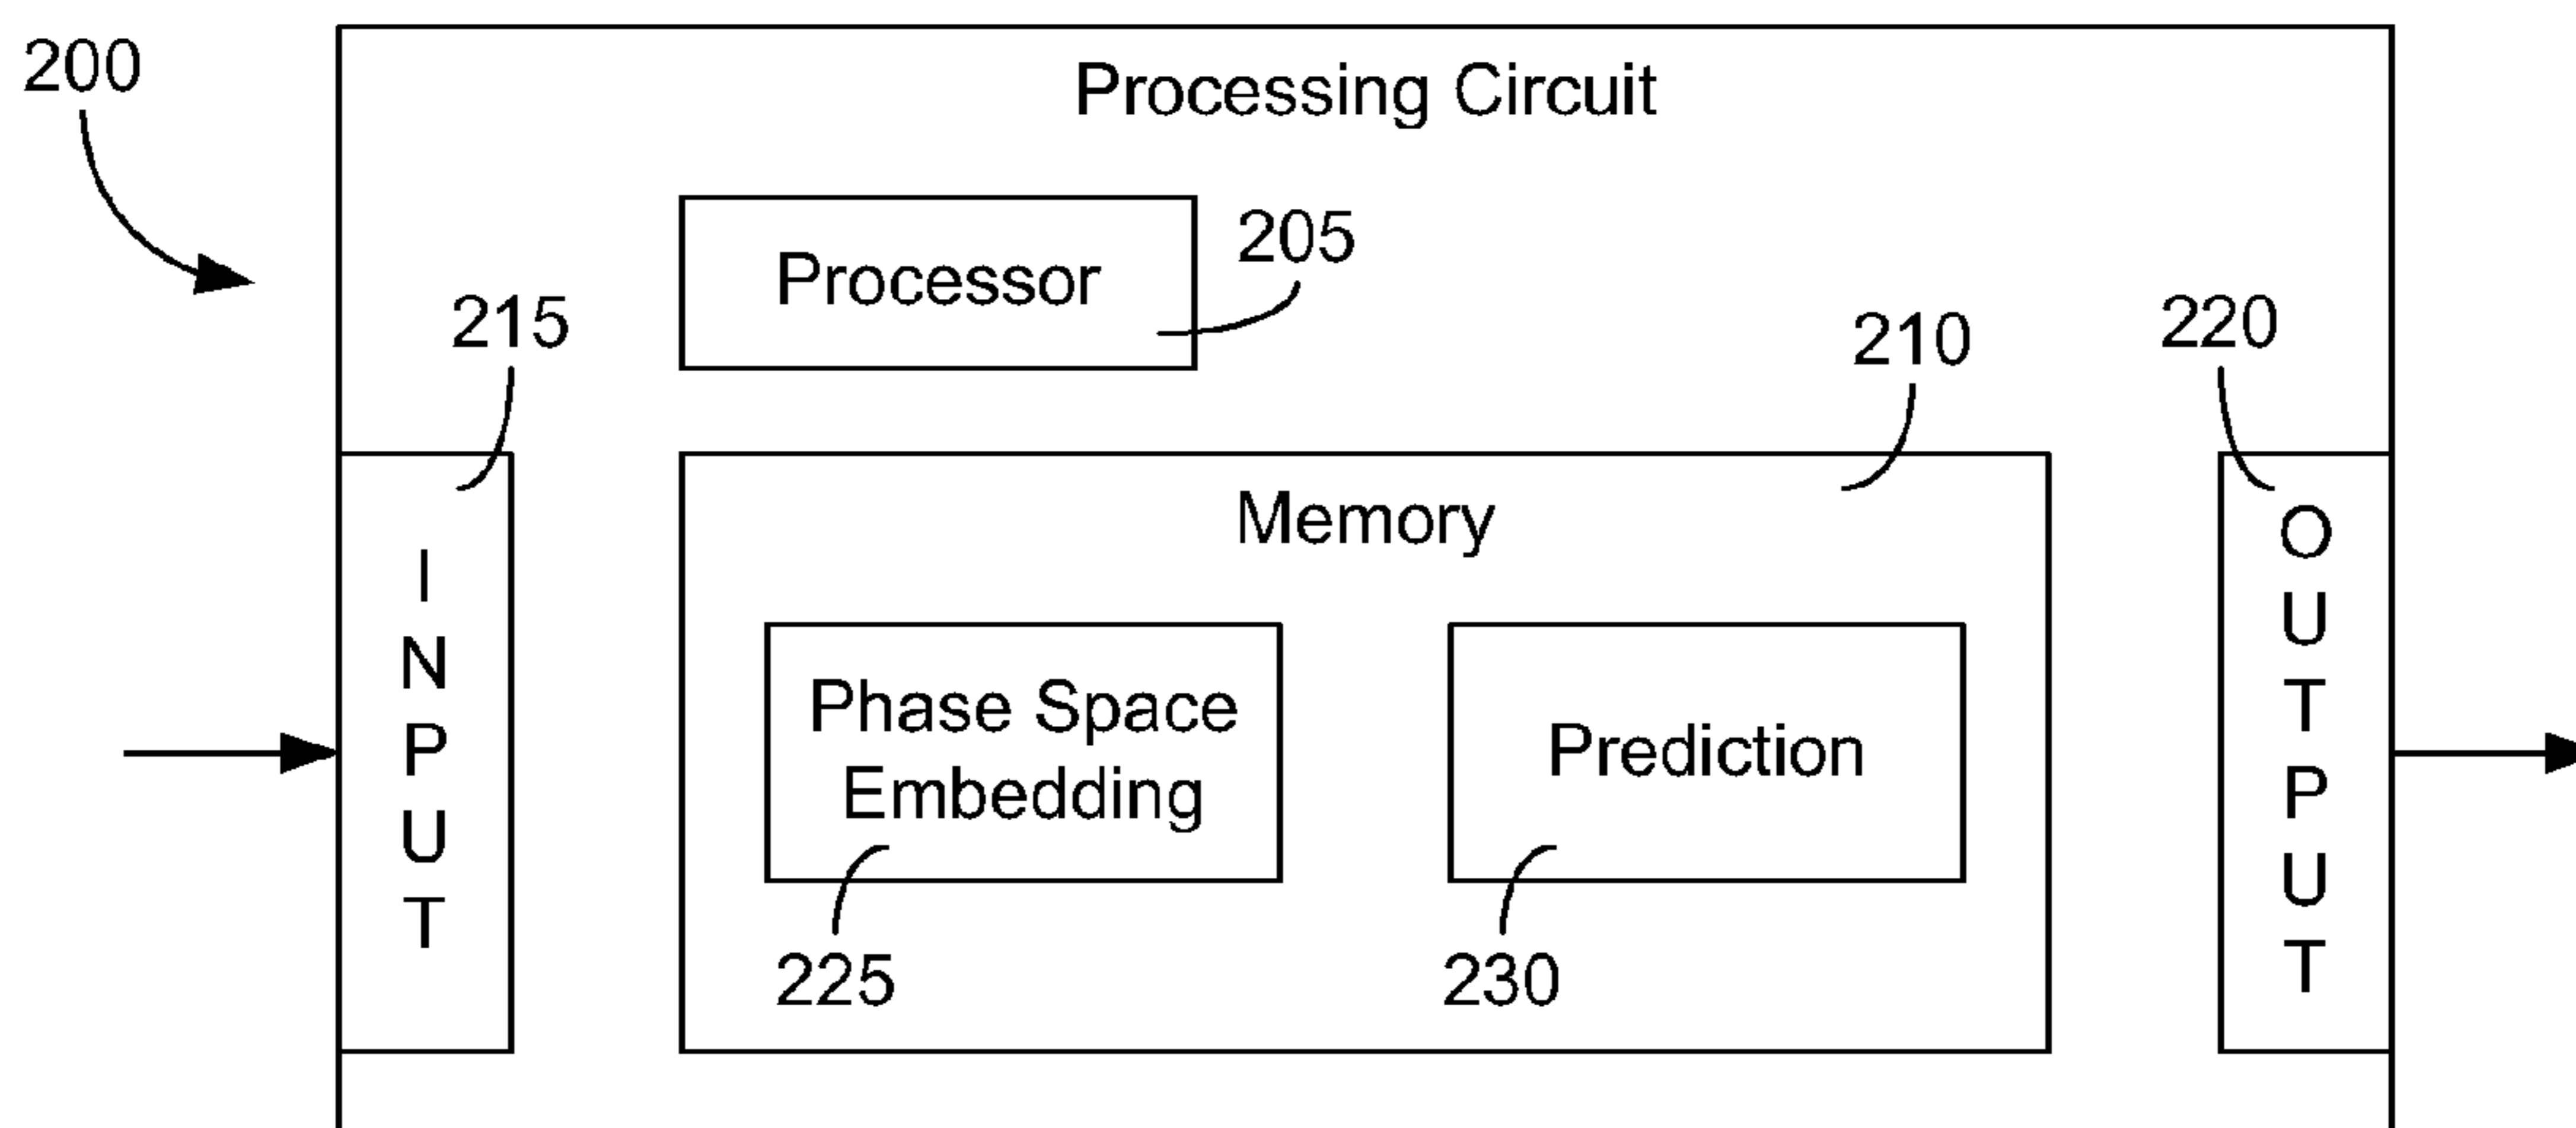 200
Processing Circuit
Processor
205
215
210
220
Memory
INPUT
OUTPUT
Phase Space
Embedding
Prediction
225
230